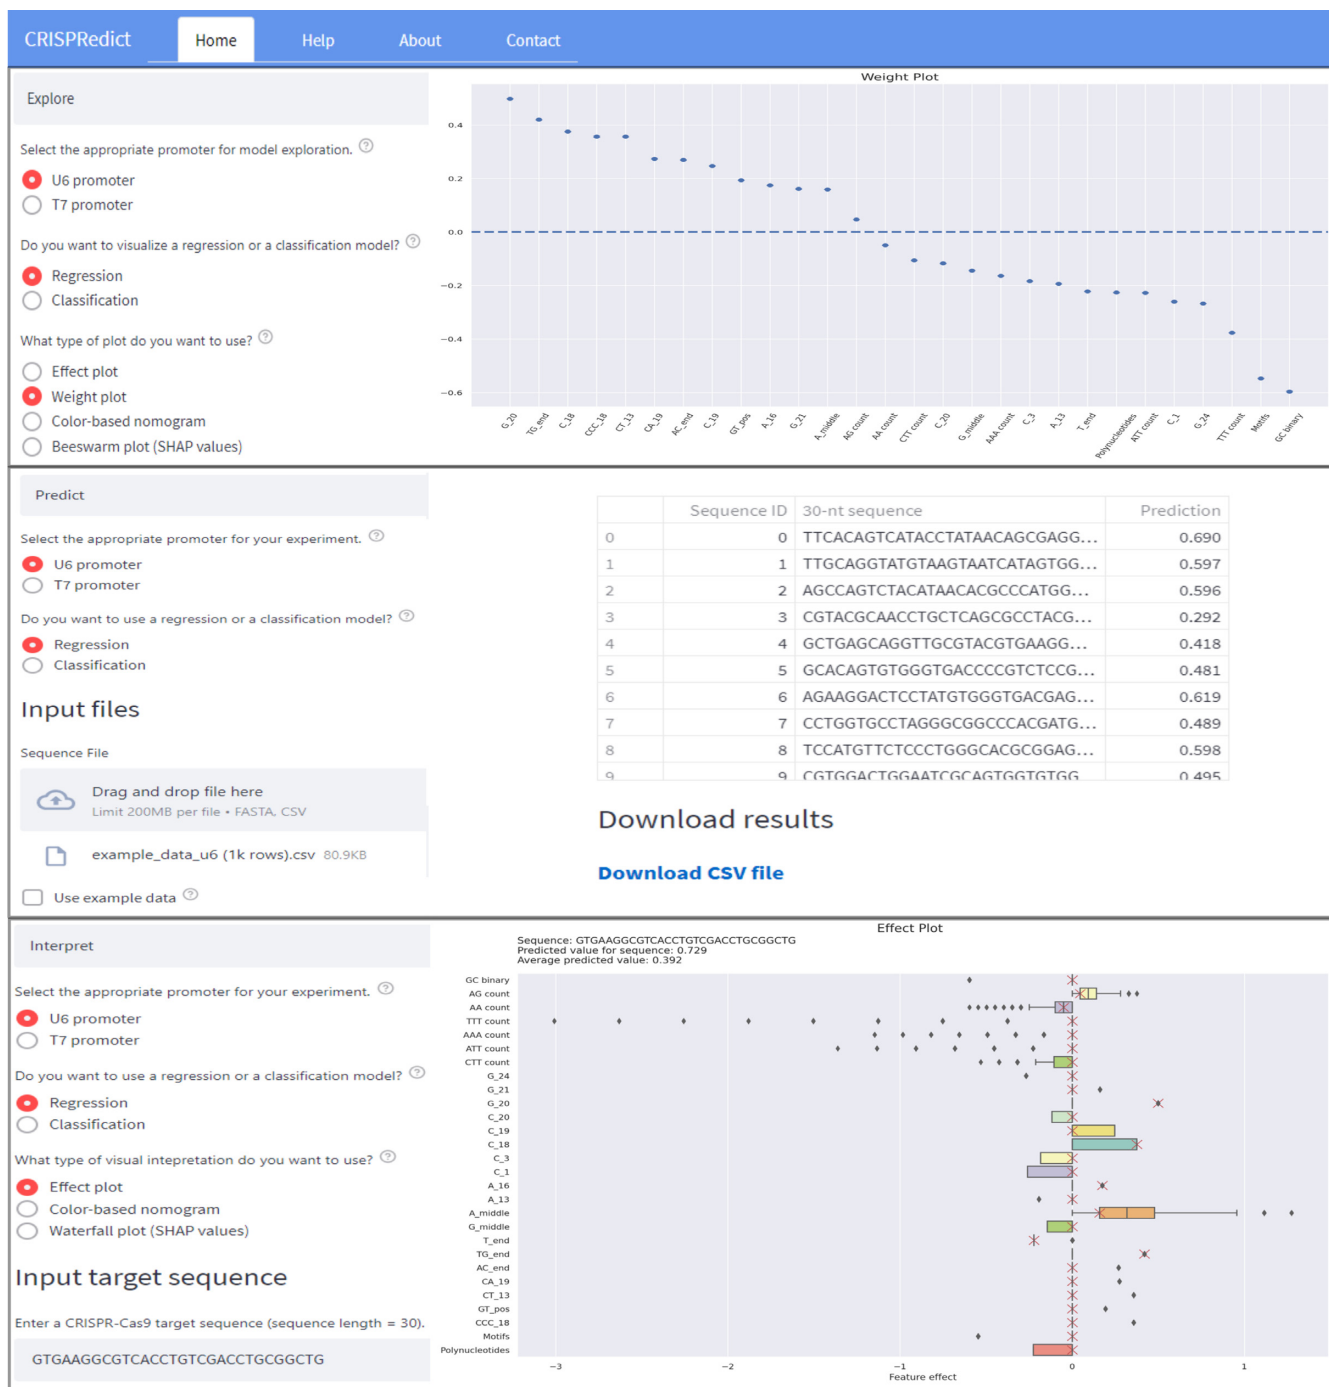 CRISPRedict Home Help About Contact
Explore
Select the appropriate promoter for model exploration. ?
U6 promoter
T7 promoter
Do you want to visualize a regression or a classification model? ?
Regression
Classification
What type of plot do you want to use? ?
Effect plot
Weight plot
Color-based nomogram
Beeswarm plot (SHAP values)
Weight Plot
0.4
0.2
0.0
−0.2
−0.4
−0.6
G_20 TG_end C_18 CCC_18 CT_13 CA_19 AC_end C_19 GT_pos A_16 G_21 A_middle AG count AA count CTT count C_20 G_middle AAA count C_3 A_13 T_end Polynucleotides ATT count C_1 G_24 TTT count Motifs GC binary
Predict
Select the appropriate promoter for your experiment. ?
U6 promoter
T7 promoter
Do you want to use a regression or a classification model? ?
Regression
Classification
Input files
Sequence File
Drag and drop file here
Limit 200MB per file • FASTA, CSV
example_data_u6 (1k rows).csv 80.9KB
Use example data ?
Sequence ID 30-nt sequence Prediction
0 0 TTCACAGTCATACCTATAACAGCGAGG... 0.690
1 1 TTGCAGGTATGTAAGTAATCATAGTGG... 0.597
2 2 AGCCAGTCTACATAACACGCCCATGG... 0.596
3 3 CGTACGCAACCTGCTCAGCGCCTACG... 0.292
4 4 GCTGAGCAGGTTGCGTACGTGAAGG... 0.418
5 5 GCACAGTGTGGGTGACCCCGTCTCCG... 0.481
6 6 AGAAGGACTCCTATGTGGGTGACGAG... 0.619
7 7 CCTGGTGCCTAGGGCGGCCCACGATG... 0.489
8 8 TCCATGTTCTCCCTGGGCACGCGGAG... 0.598
9 9 CGTGGACTGGAATCGCAGTGGTGTGG 0.495
Download results
Download CSV file
Interpret
Select the appropriate promoter for your experiment. ?
U6 promoter
T7 promoter
Do you want to use a regression or a classification model? ?
Regression
Classification
What type of visual intepretation do you want to use? ?
Effect plot
Color-based nomogram
Waterfall plot (SHAP values)
Input target sequence
Enter a CRISPR-Cas9 target sequence (sequence length = 30).
GTGAAGGCGTCACCTGTCGACCTGCGGCTG
Effect Plot
Sequence: GTGAAGGCGTCACCTGTCGACCTGCGGCTG
Predicted value for sequence: 0.729
Average predicted value: 0.392
GC binary
AG count
AA count
TTT count
AAA count
ATT count
CTT count
G_24
G_21
G_20
C_20
C_19
C_18
C_3
C_1
A_16
A_13
A_middle
G_middle
T_end
TG_end
AC_end
CA_19
CT_13
GT_pos
CCC_18
Motifs
Polynucleotides
−3 −2 −1 0 1
Feature effect